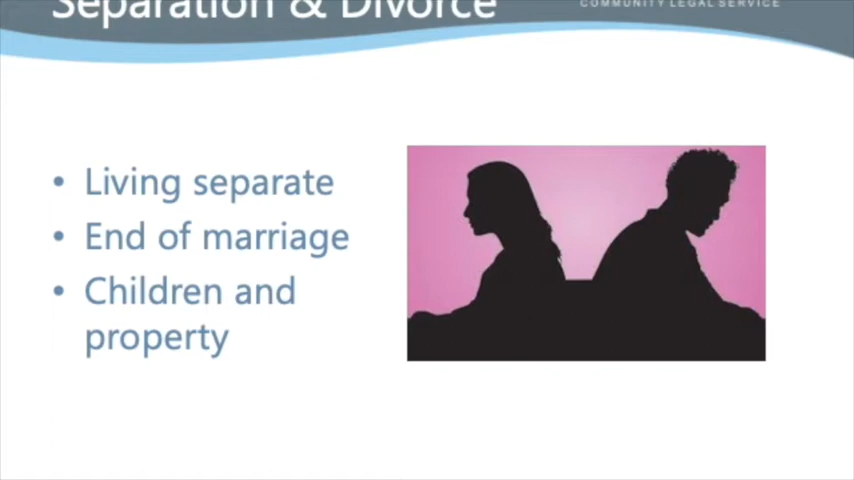 Separation & Divorce
COMMUNITY LEGAL SERVICE
• Living separate
• End of marriage
• Children and
property